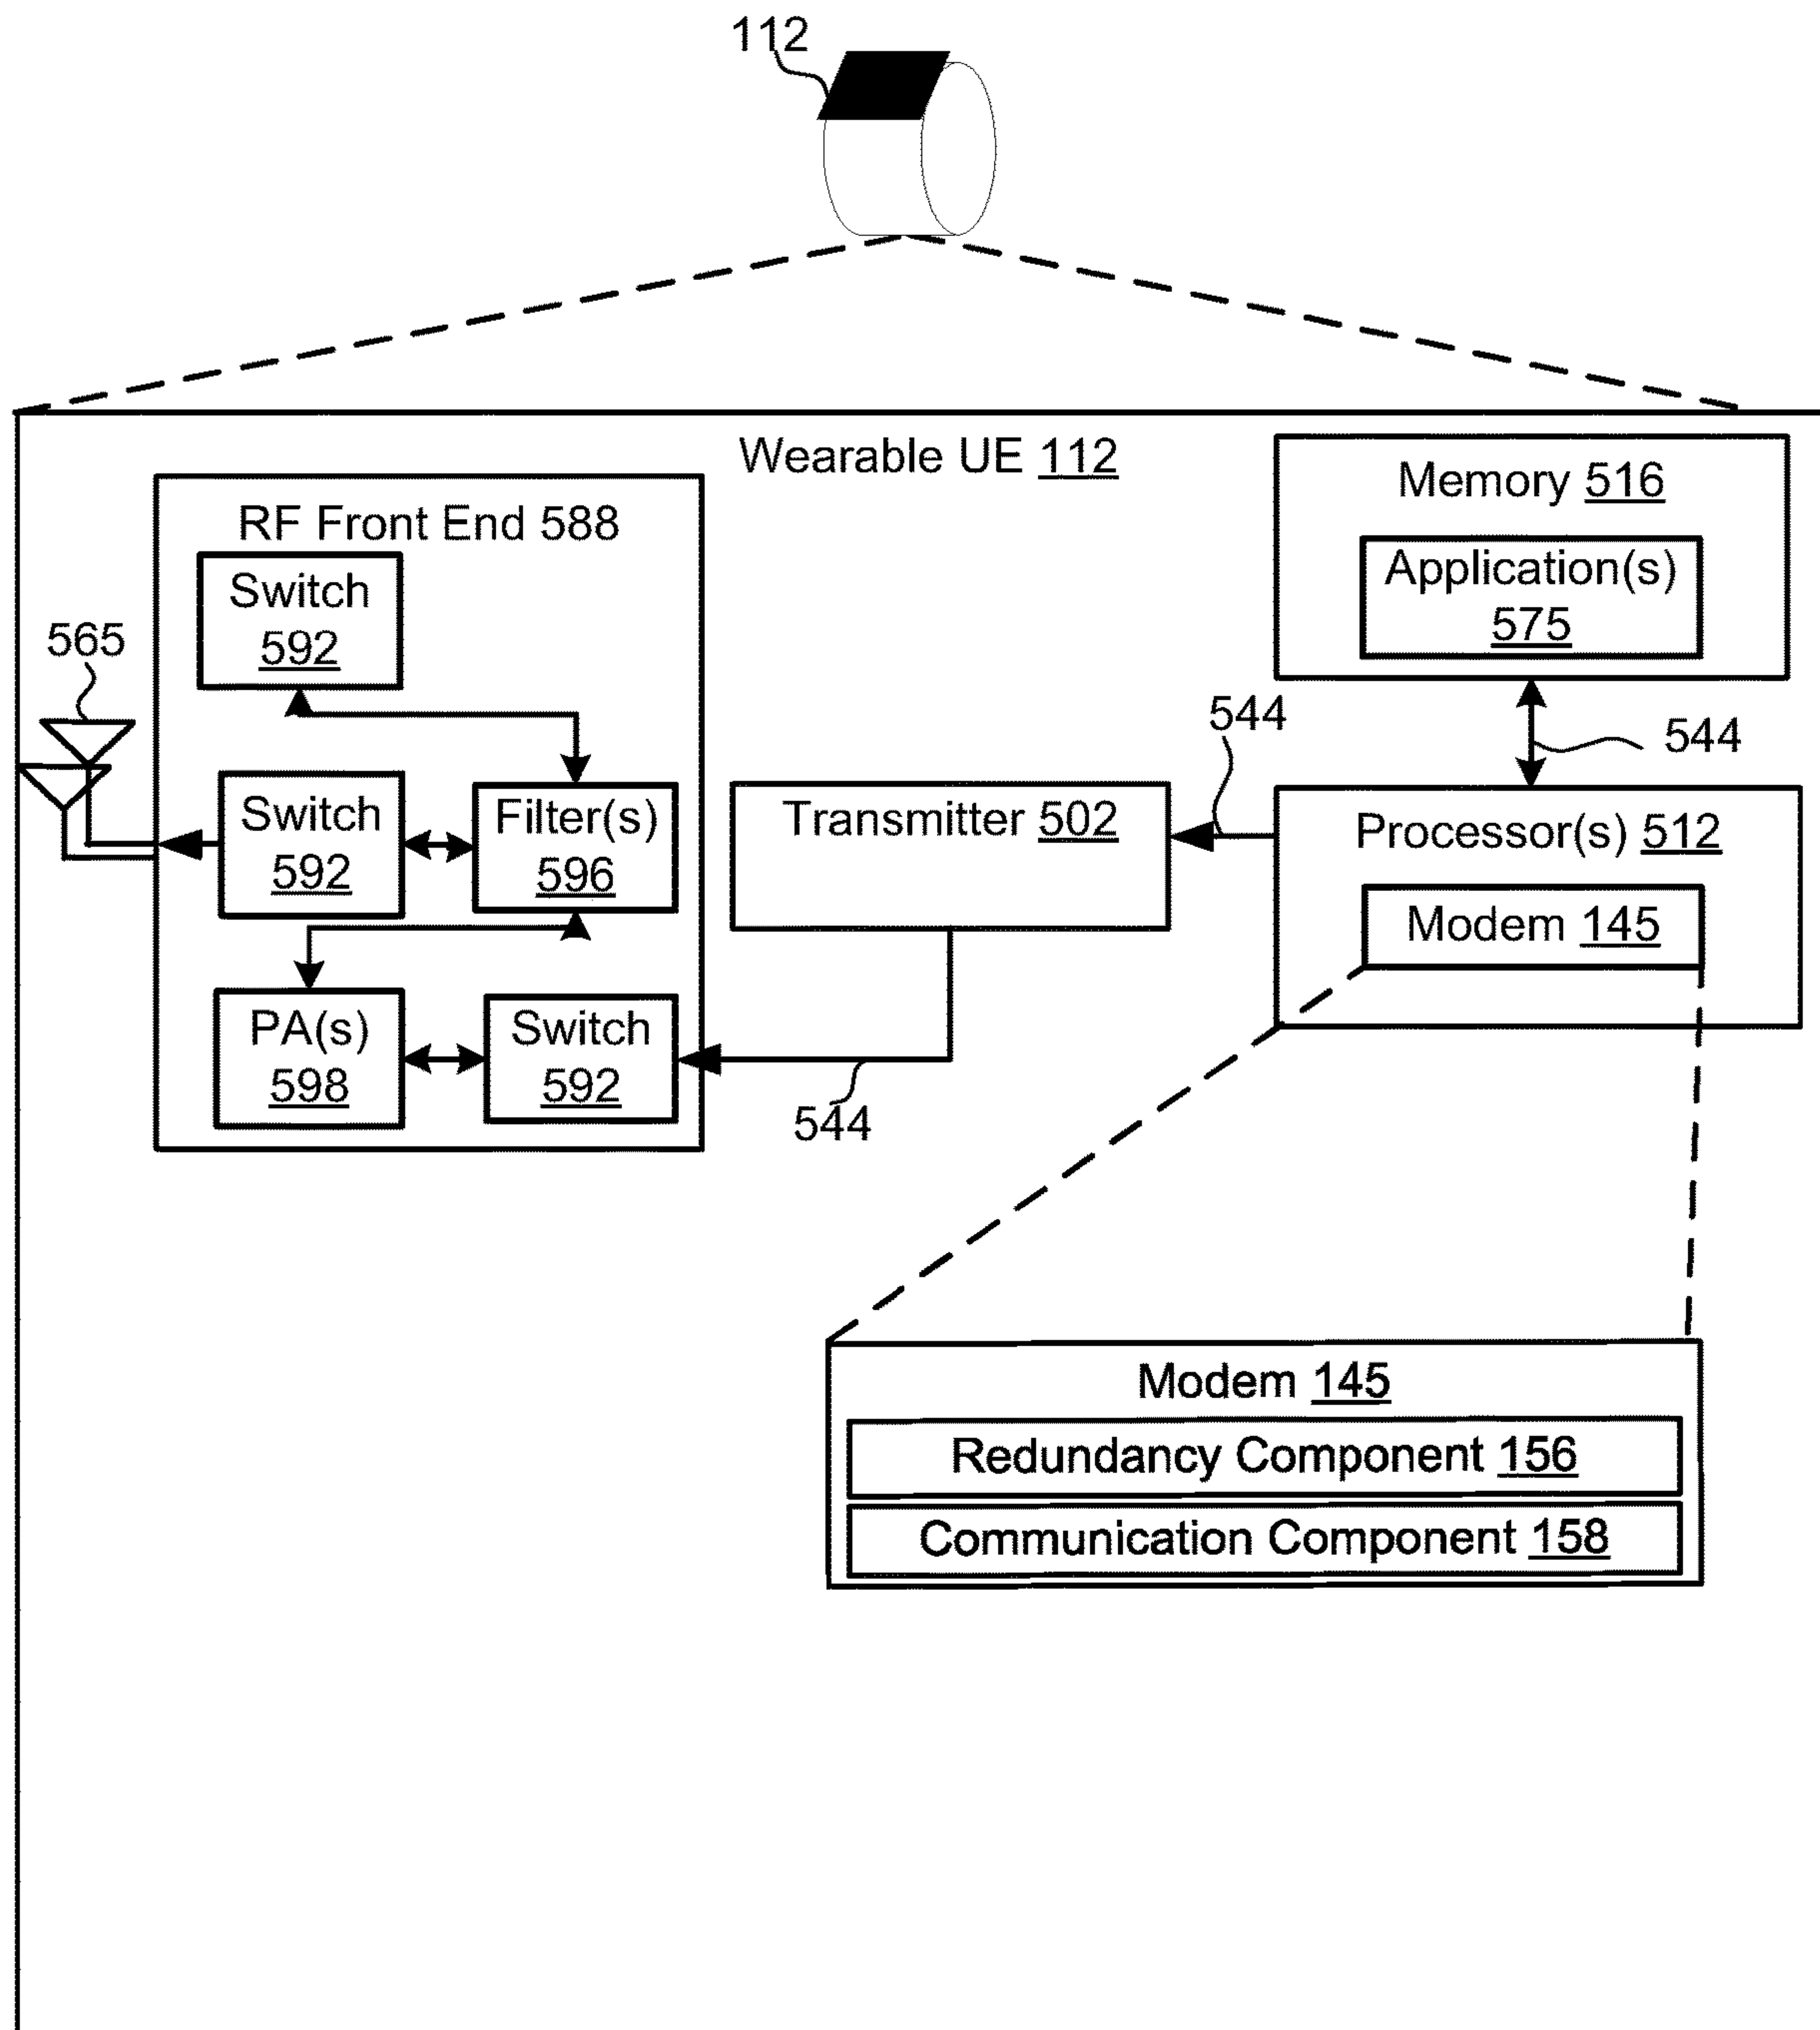 112
Wearable UE 112
RF Front End 588
Switch
592
565
Switch
592
Filter(s)
596
PA(s)
598
Switch
592
544
Transmitter 502
544
Memory 516
Application(s)
575
544
Processor(s) 512
Modem 145
Modem 145
Redundancy Component 156
Communication Component 158